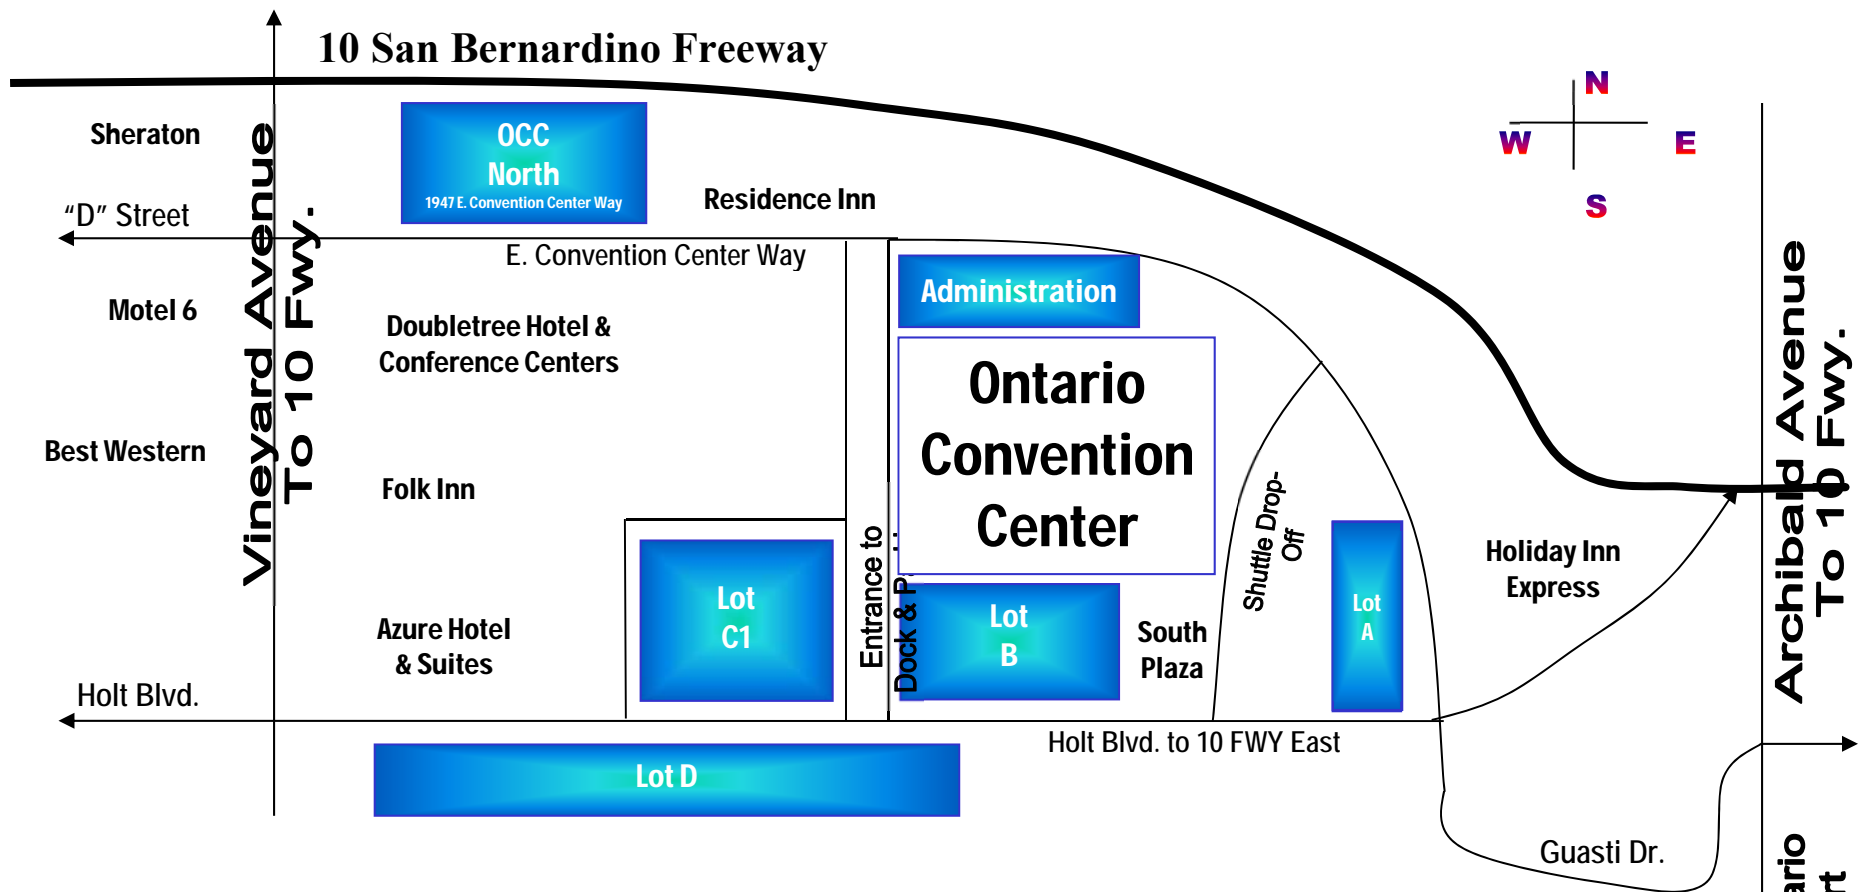 10 San Bernardino Freeway
N
W
E
S
Sheraton
OCC
North
1947 E. Convention Center Way
Residence Inn
“D” Street
E. Convention Center Way
Vineyard Avenue
To 10 Fwy.
Motel 6
Doubletree Hotel &
Conference Centers
Administration
Ontario
Convention
Center
Archibald Avenue
To 10 Fwy.
Best Western
Folk Inn
Shuttle Drop-
Off
Entrance to
Dock &
Lot
C1
Lot
B
South
Plaza
Lot
A
Holiday Inn
Express
Azure Hotel
& Suites
Holt Blvd.
Holt Blvd. to 10 FWY East
Lot D
Guasti Dr.